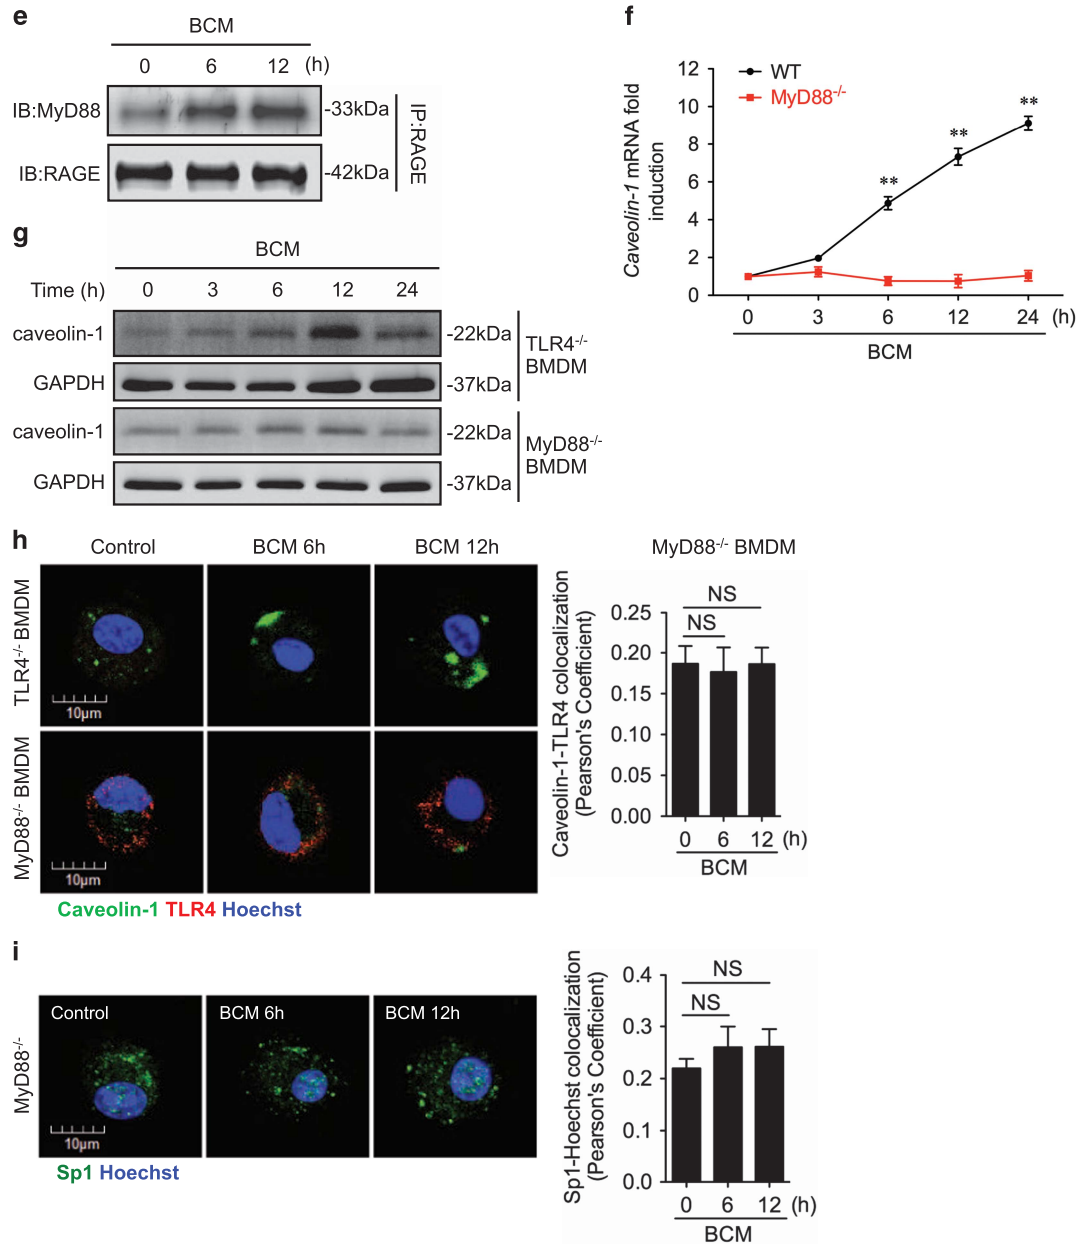 e
BCM
0 6 12 (h)
IB:MyD88 -33kDa
IB:RAGE -42kDa
IP:RAGE
f
Caveolin-1 mRNA fold
induction
12
10
8
6
4
2
0
WT
MyD88-/-
**
**
**
0 3 6 12 24 (h)
BCM
g
BCM
Time (h) 0 3 6 12 24
caveolin-1 -22kDa
GAPDH -37kDa
TLR4-/-
BMDM
caveolin-1 -22kDa
GAPDH -37kDa
MyD88-/-
BMDM
h
Control BCM 6h BCM 12h
TLR4-/- BMDM
10µm
MyD88-/- BMDM
10µm
Caveolin-1 TLR4 Hoechst
MyD88-/- BMDM
Caveolin-1-TLR4 colocalization
(Pearson's Coefficient)
0.25
0.20
0.15
0.10
0.05
0.00
NS
NS
0 6 12 (h)
BCM
i
MyD88-/-
Control BCM 6h BCM 12h
10µm
Sp1 Hoechst
Sp1-Hoechst colocalization
(Pearson's Coefficient)
0.4
0.3
0.2
0.1
0.0
NS
NS
0 6 12 (h)
BCM